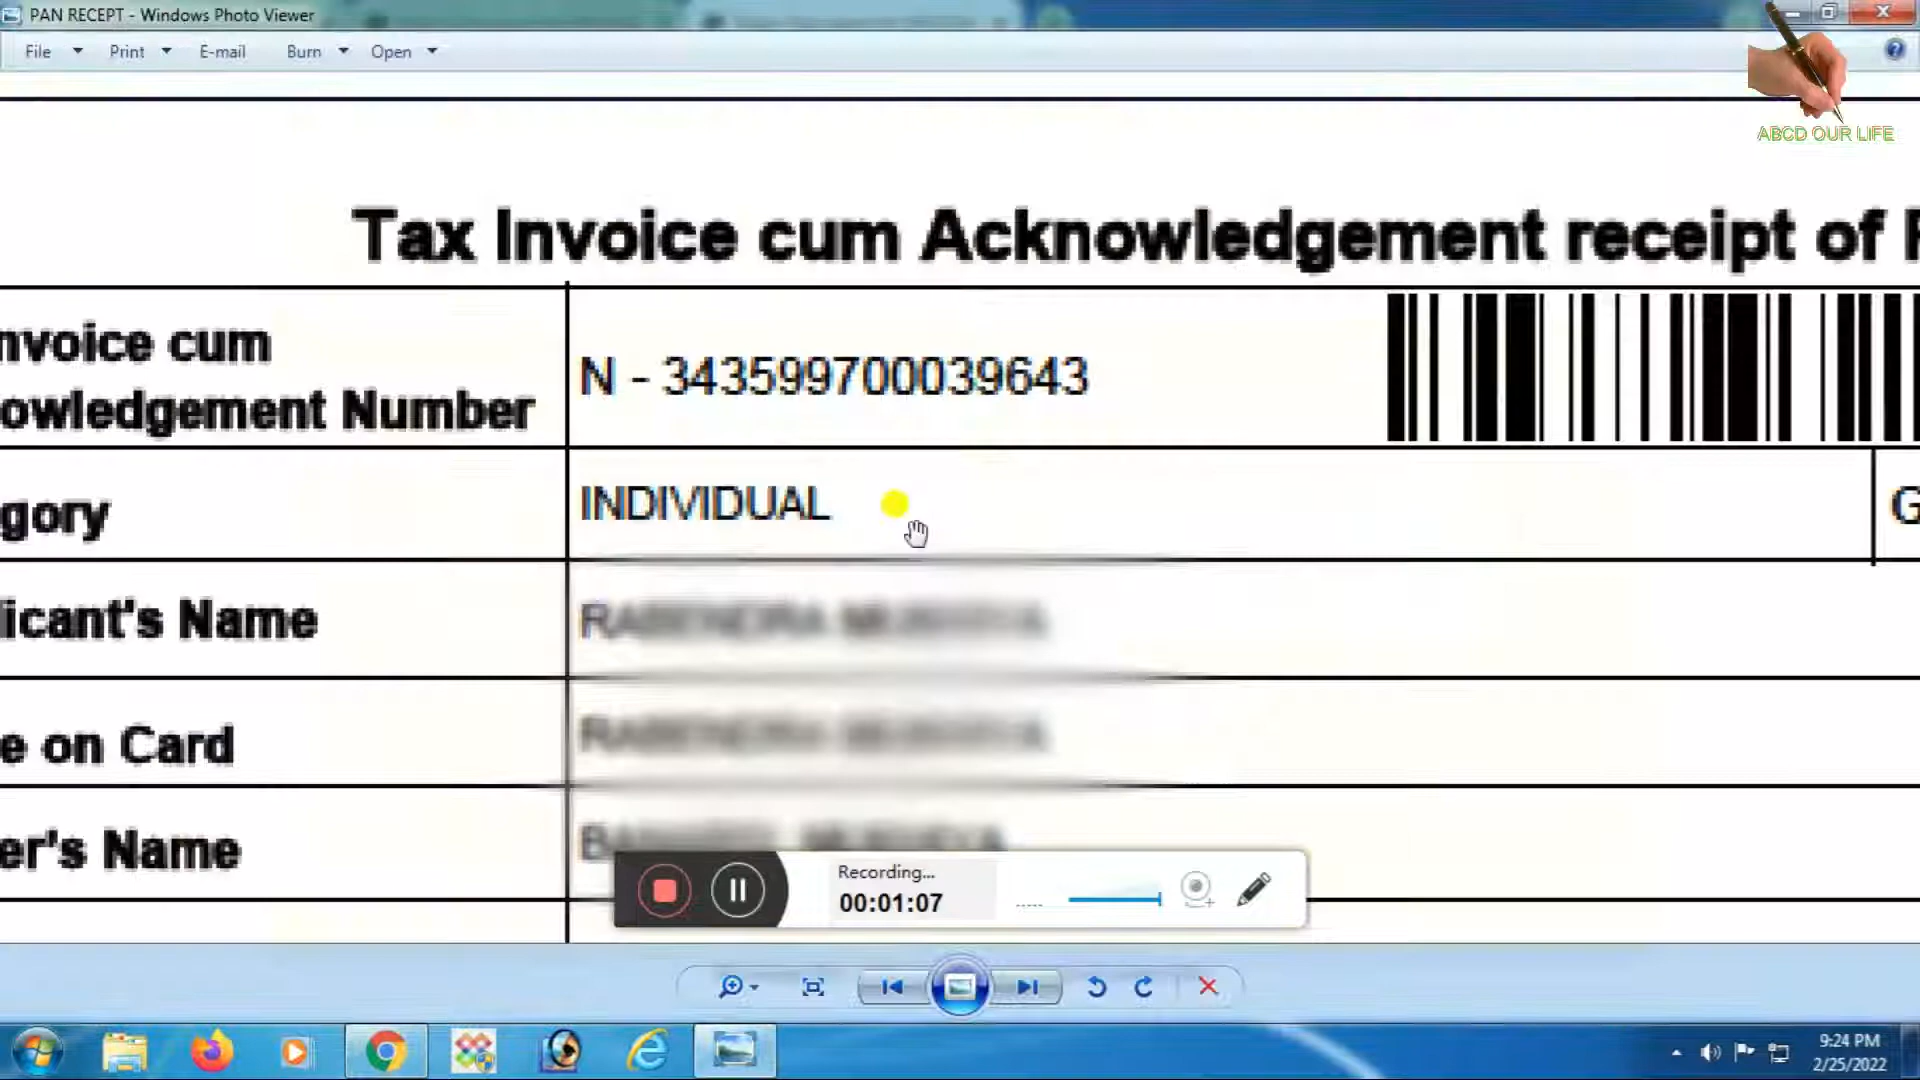 PAN RECEPT - Windows Photo Viewer
File Print E-mail Burn Open
ABCD OUR LIFE
Tax Invoice cum Acknowledgement receipt of
nvoice cum
owledgement Number
N - 343599700039643
gory
INDIVIDUAL
G
licant's Name
e on Card
er's Name
Recording...
00:01:07
9:24 PM
2/25/2022